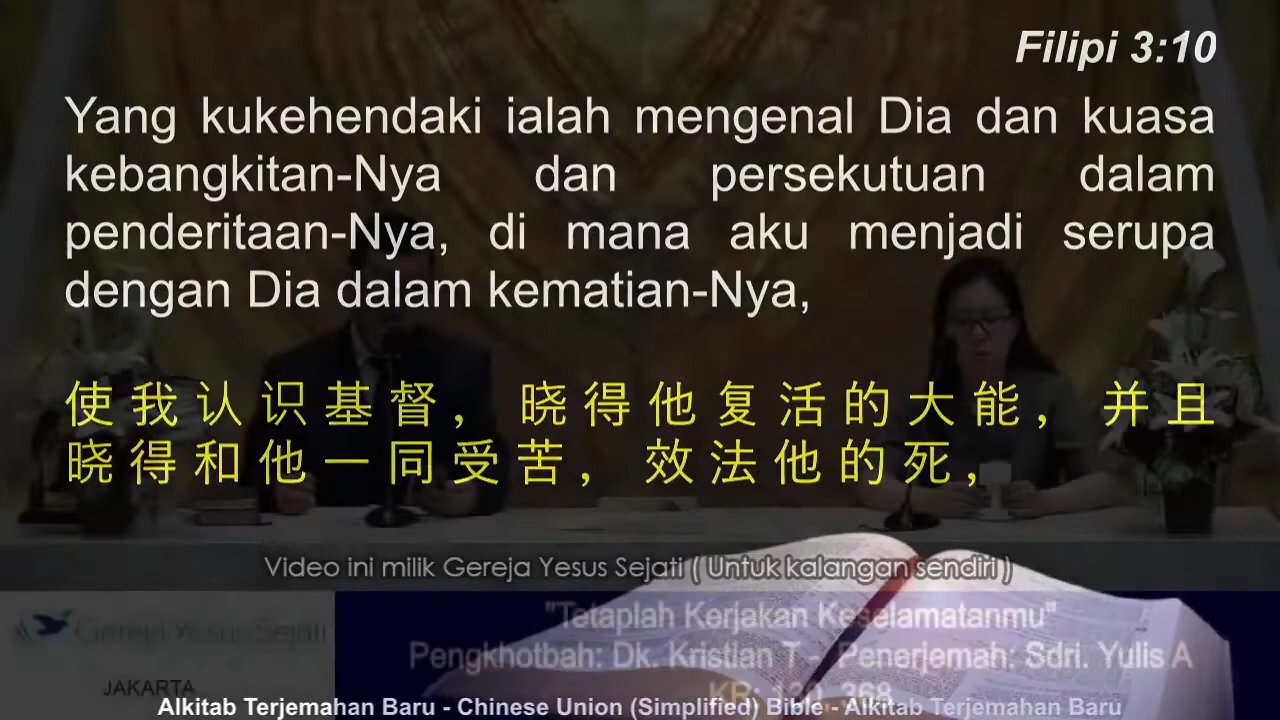 Filipi 3:10
Yang kukehendaki ialah mengenal Dia dan kuasa
kebangkitan-Nya dan persekutuan dalam
penderitaan-Nya, di mana aku menjadi serupa
dengan Dia dalam kematian-Nya,
使我认识基督，晓得他复活的大能，并且
晓得和他一同受苦，效法他的死，
Video ini milik Gereja Yesus Sejati ( Untuk kalangan sendiri )
Gereja Yesus Sejati
JAKARTA
"Tetaplah Kerjakan Keselamatanmu"
Pengkhotbah: Dk. Kristian T - Penerjemah: Sdri. Yulis A
KR: 130, 368
Alkitab Terjemahan Baru - Chinese Union (Simplified) Bible - Alkitab Terjemahan Baru